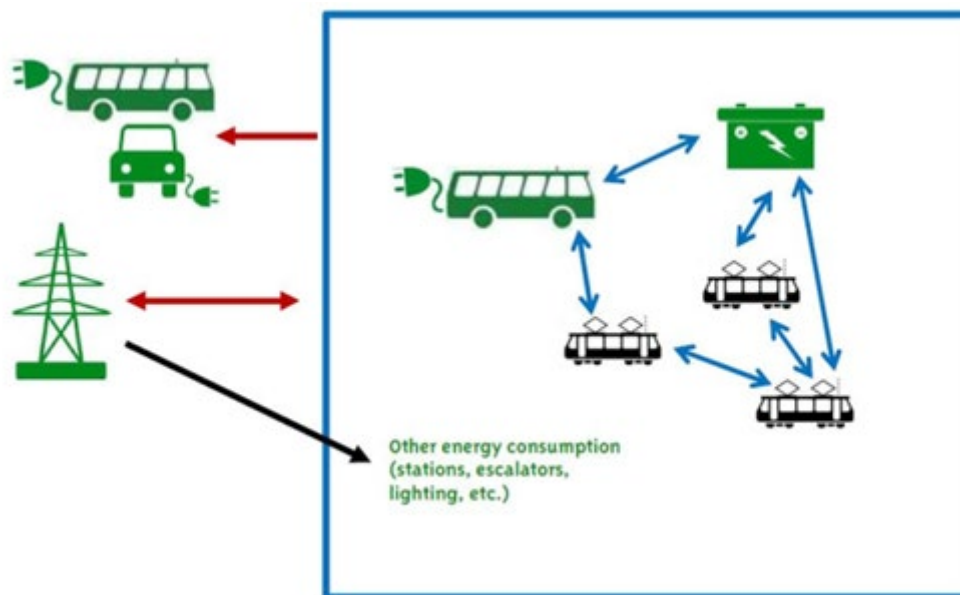 Other energy consumption
(stations, escalators,
lighting, etc.)